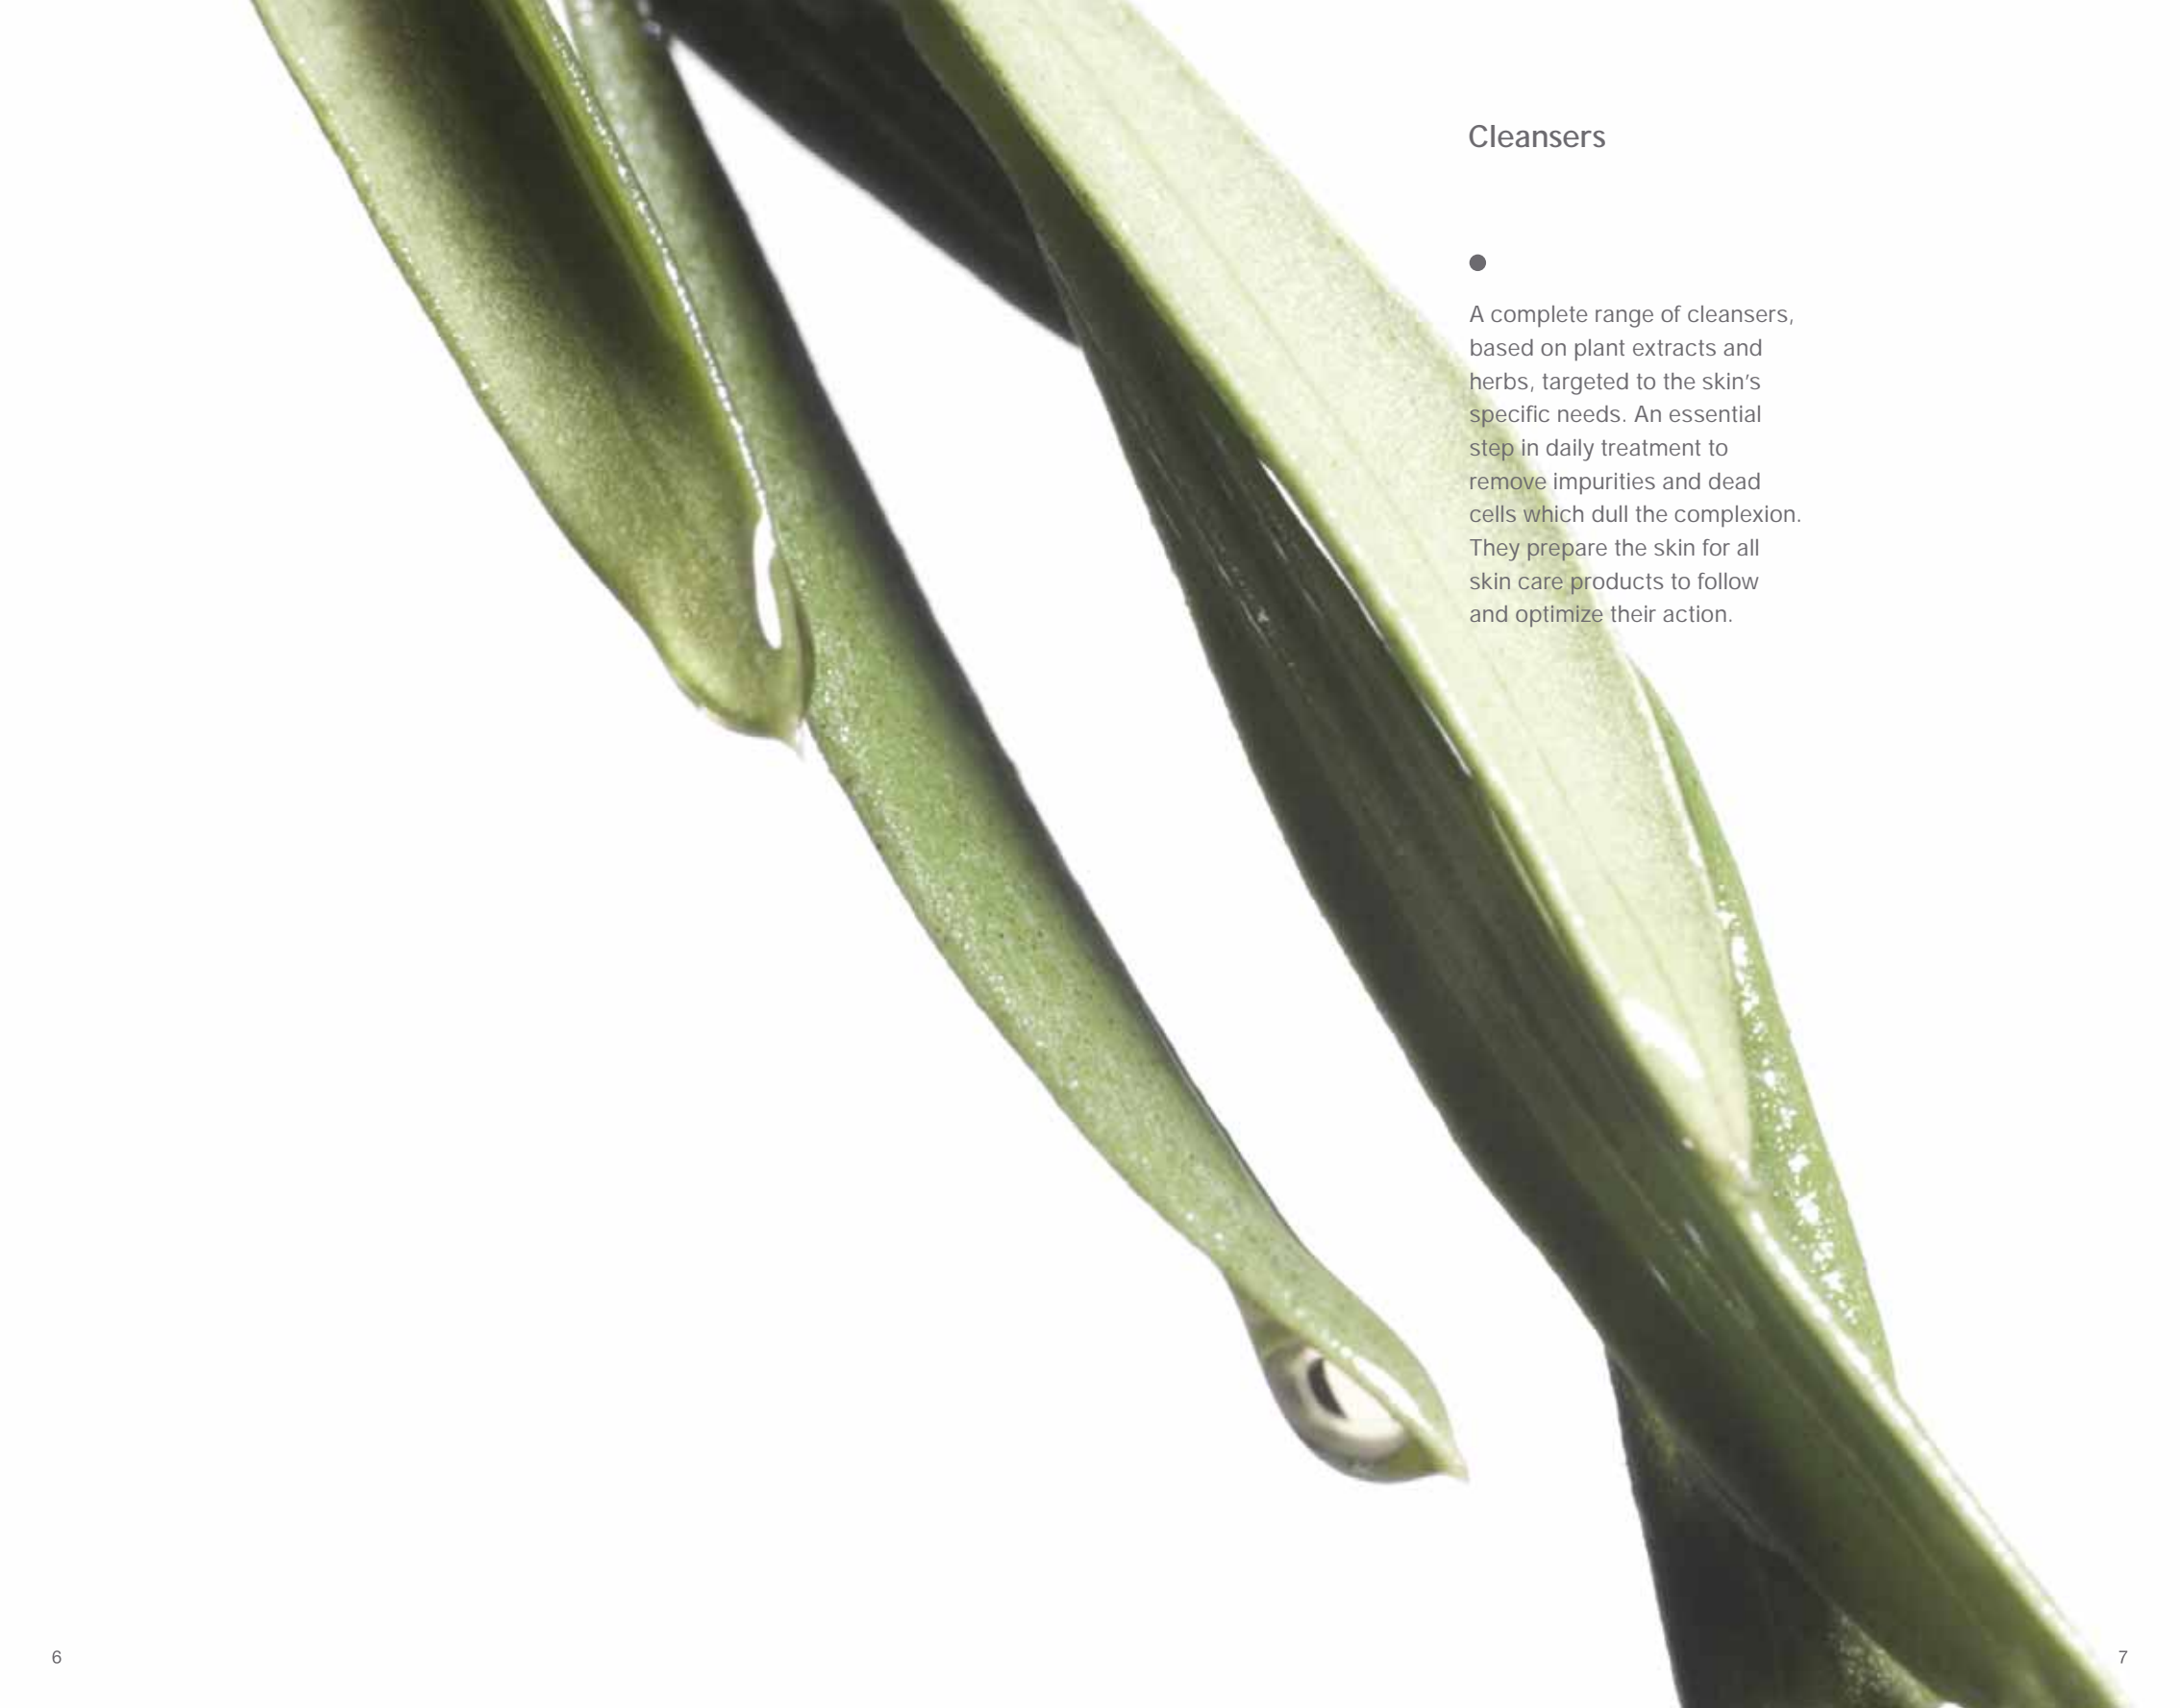 Cleansers
●
A complete range of cleansers,
based on plant extracts and
herbs, targeted to the skin’s
specific needs. An essential
step in daily treatment to
remove impurities and dead
cells which dull the complexion.
They prepare the skin for all
skin care products to follow
and optimize their action.
6
7